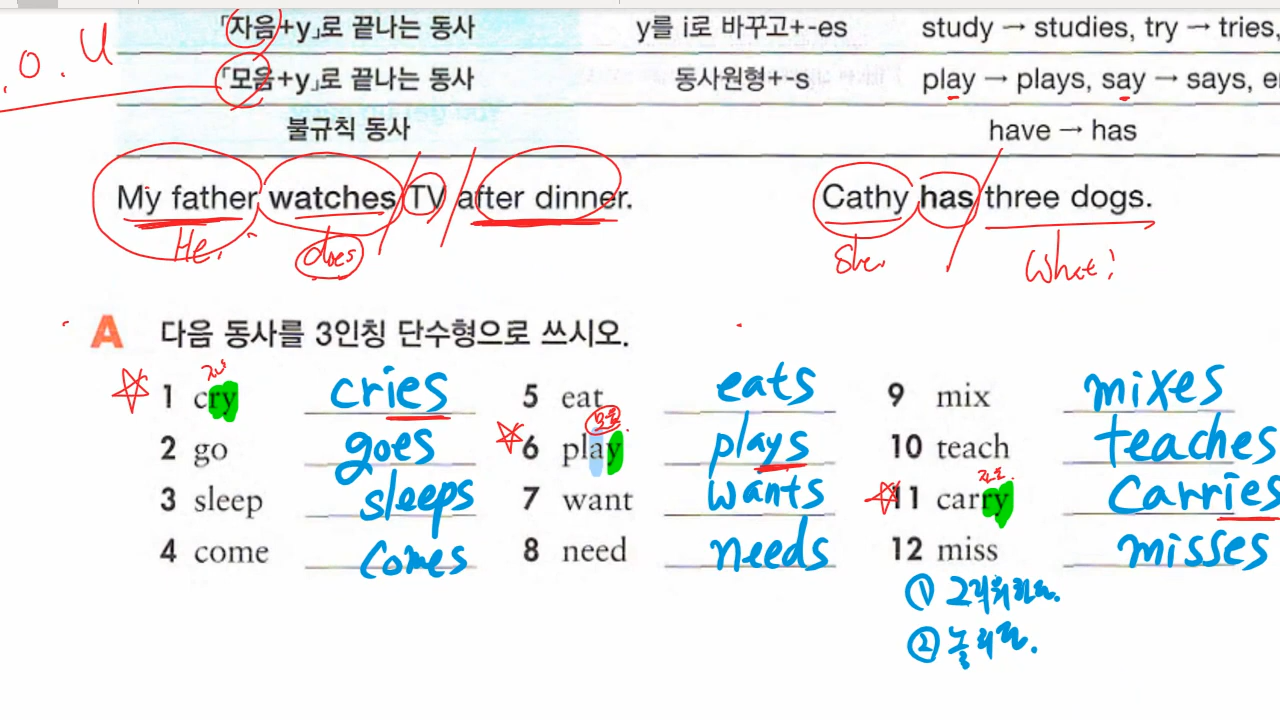 「자음+y」로 끝나는 동사 y를 i로 바꾸고+-es study → studies, try → tries,
o . u
「모음+y」로 끝나는 동사 동사원형+-s play → plays, say → says,
불규칙 동사 have → has
My father watches TV after dinner. Cathy has three dogs.
He. does She. What?
A 다음 동사를 3인칭 단수형으로 쓰시오.
자음
1 cry cries 5 eat eats 9 mix mixes
모음
2 go goes 6 play plays 10 teach teaches
자음.
3 sleep sleeps 7 want wants 11 carry carries
4 come comes 8 need needs 12 miss misses
① 그리워하다.
② 놓치다.